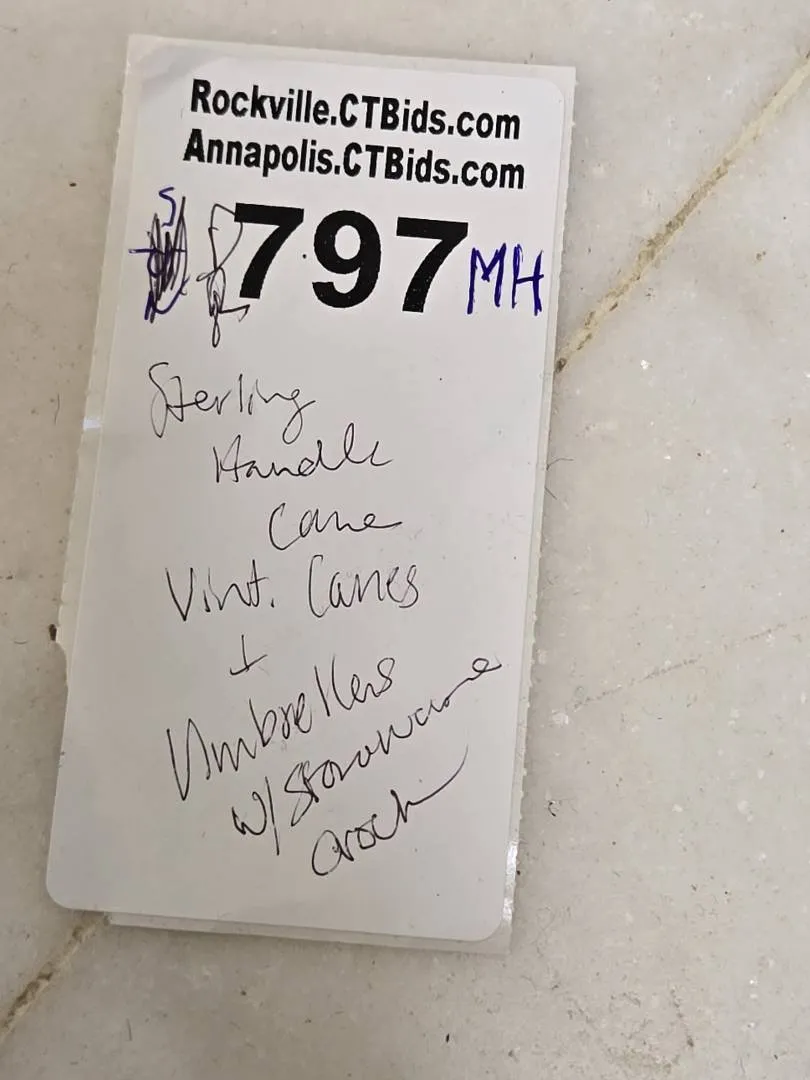 Rockville.CTBids.com
Annapolis.CTBids.com
797 MH
Sterling
Handle
Cane
Vint. Canes
+
Umbrellas
w/ Stoneware
Crock